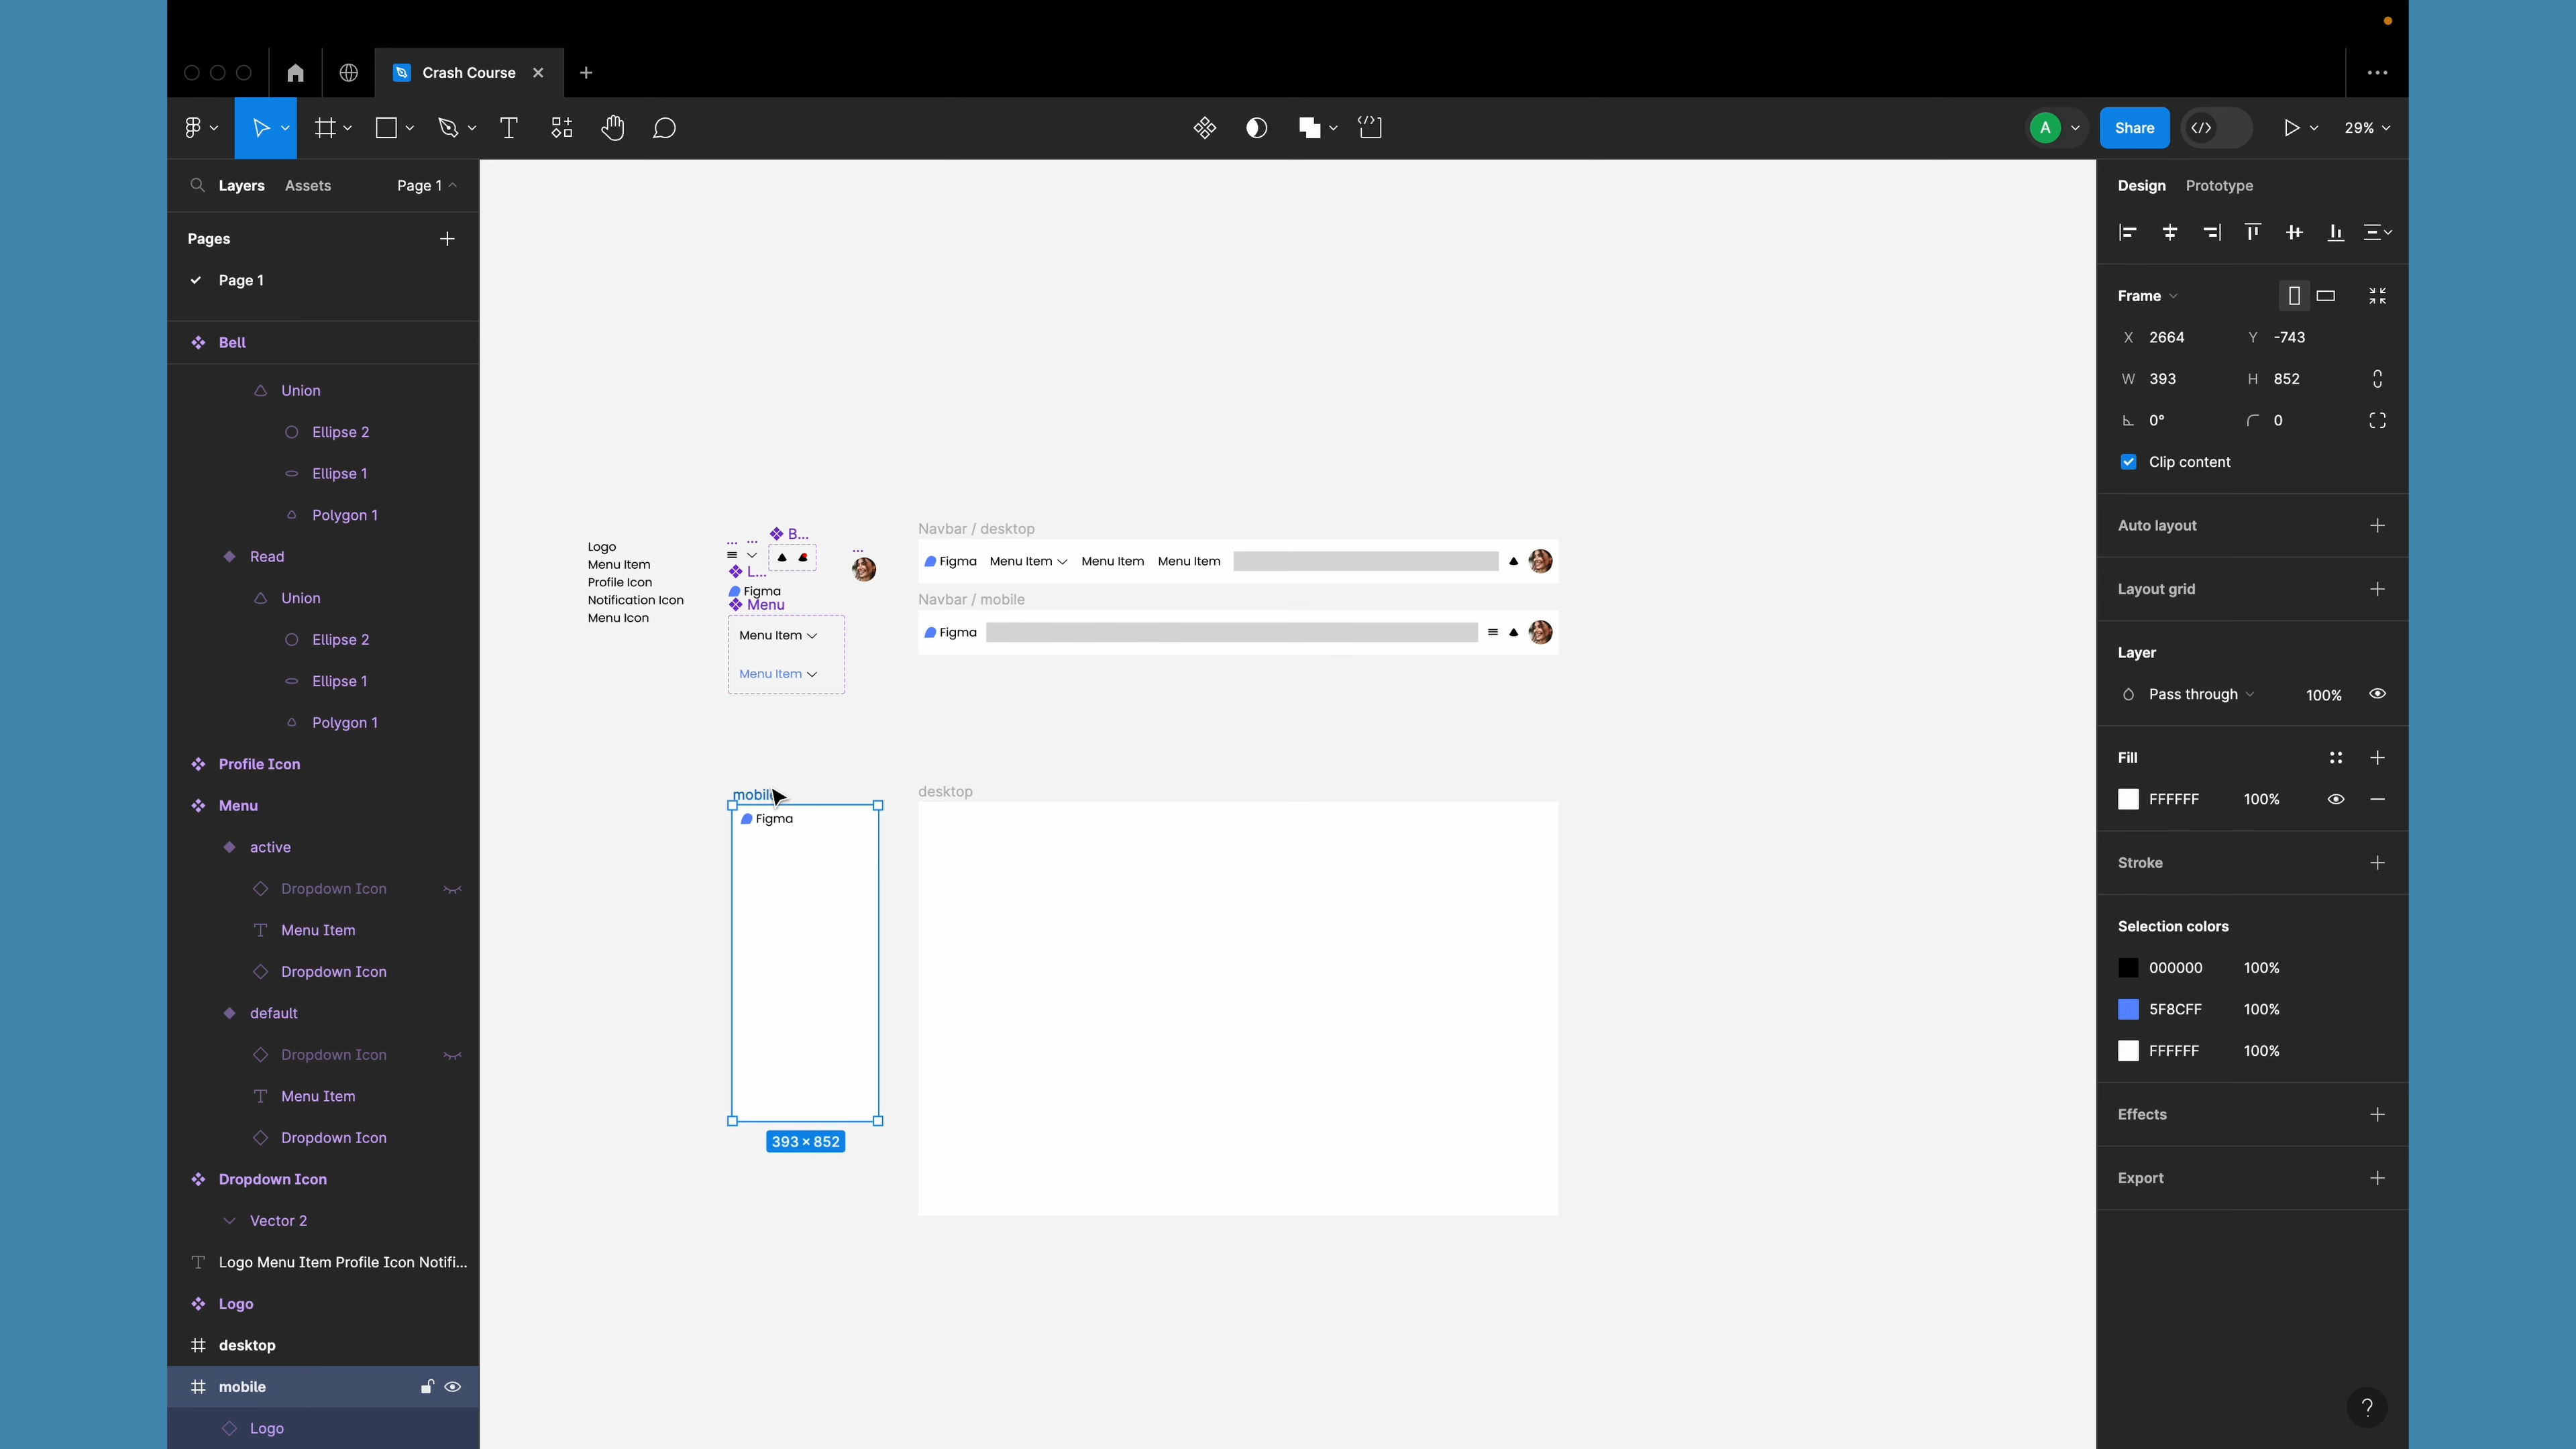 Crash Course
A
Share
29%
Layers Assets Page 1
Pages
Page 1
Bell
Union
Ellipse 2
Ellipse 1
Polygon 1
Read
Union
Ellipse 2
Ellipse 1
Polygon 1
Profile Icon
Menu
active
Dropdown Icon
Menu Item
Dropdown Icon
default
Dropdown Icon
Menu Item
Dropdown Icon
Dropdown Icon
Vector 2
Logo Menu Item Profile Icon Notifi...
Logo
desktop
mobile
Logo
Logo
Menu Item
Profile Icon
Notification Icon
Menu Icon
... ... B... ...
L...
Figma
Menu
Menu Item
Menu Item
Navbar / desktop
Figma Menu Item Menu Item Menu Item
Navbar / mobile
Figma
mobile
Figma
393 × 852
desktop
Design Prototype
Frame
X 2664 Y -743
W 393 H 852
0° 0
Clip content
Auto layout
Layout grid
Layer
Pass through 100%
Fill
FFFFFF 100%
Stroke
Selection colors
000000 100%
5F8CFF 100%
FFFFFF 100%
Effects
Export
?